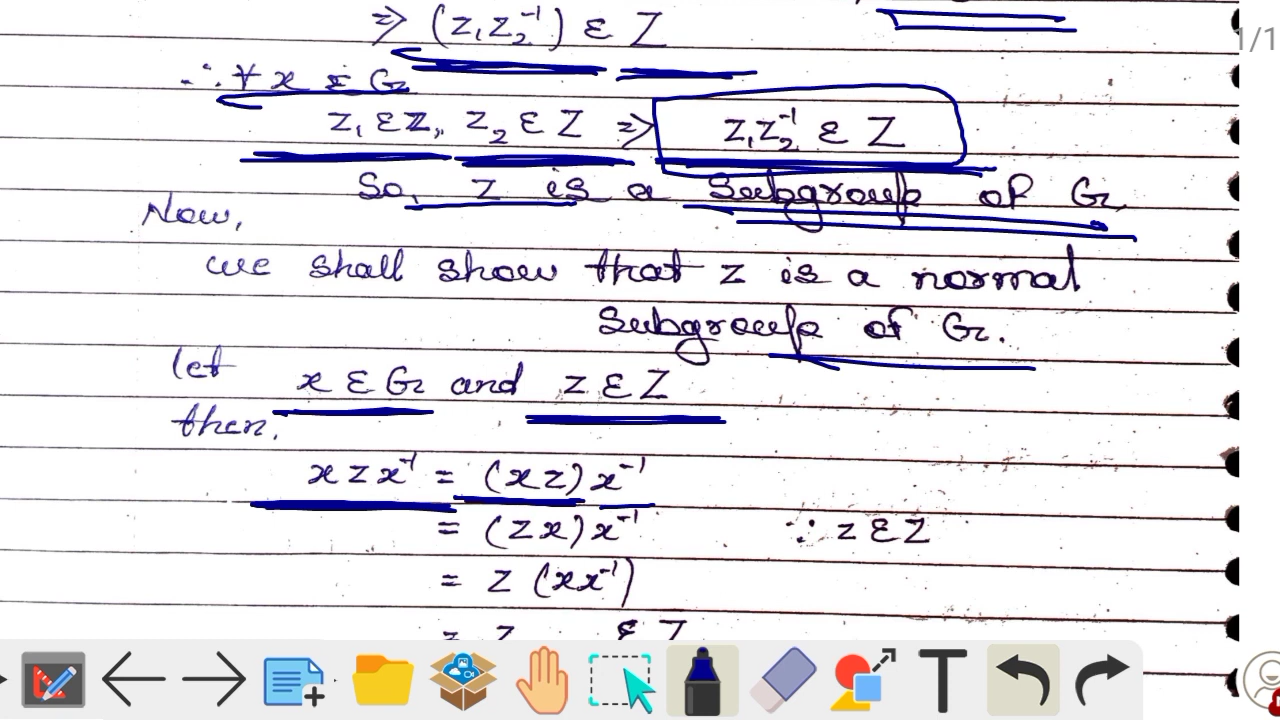 ⇒ (z₁z₂⁻¹) ε Z
1/1
∴ ∀ x ε G
z₁ ε Z, z₂ ε Z ⇒ z₁z₂⁻¹ ε Z
So, Z is a Subgroup of G,
Now,
we shall show that Z is a normal
Subgroup of G.
let x ε G and z ε Z
then,
x z x⁻¹ = (xz) x⁻¹
= (zx) x⁻¹ ∵ z ε Z
= z (xx⁻¹)
= z ε Z
T